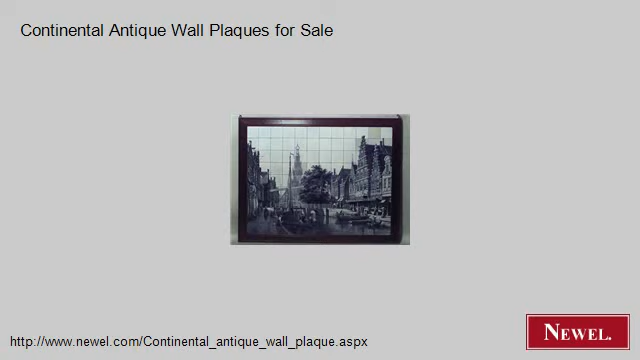 Continental Antique Wall Plaques for Sale
http://www.newel.com/Continental_antique_wall_plaque.aspx
NEWEL.